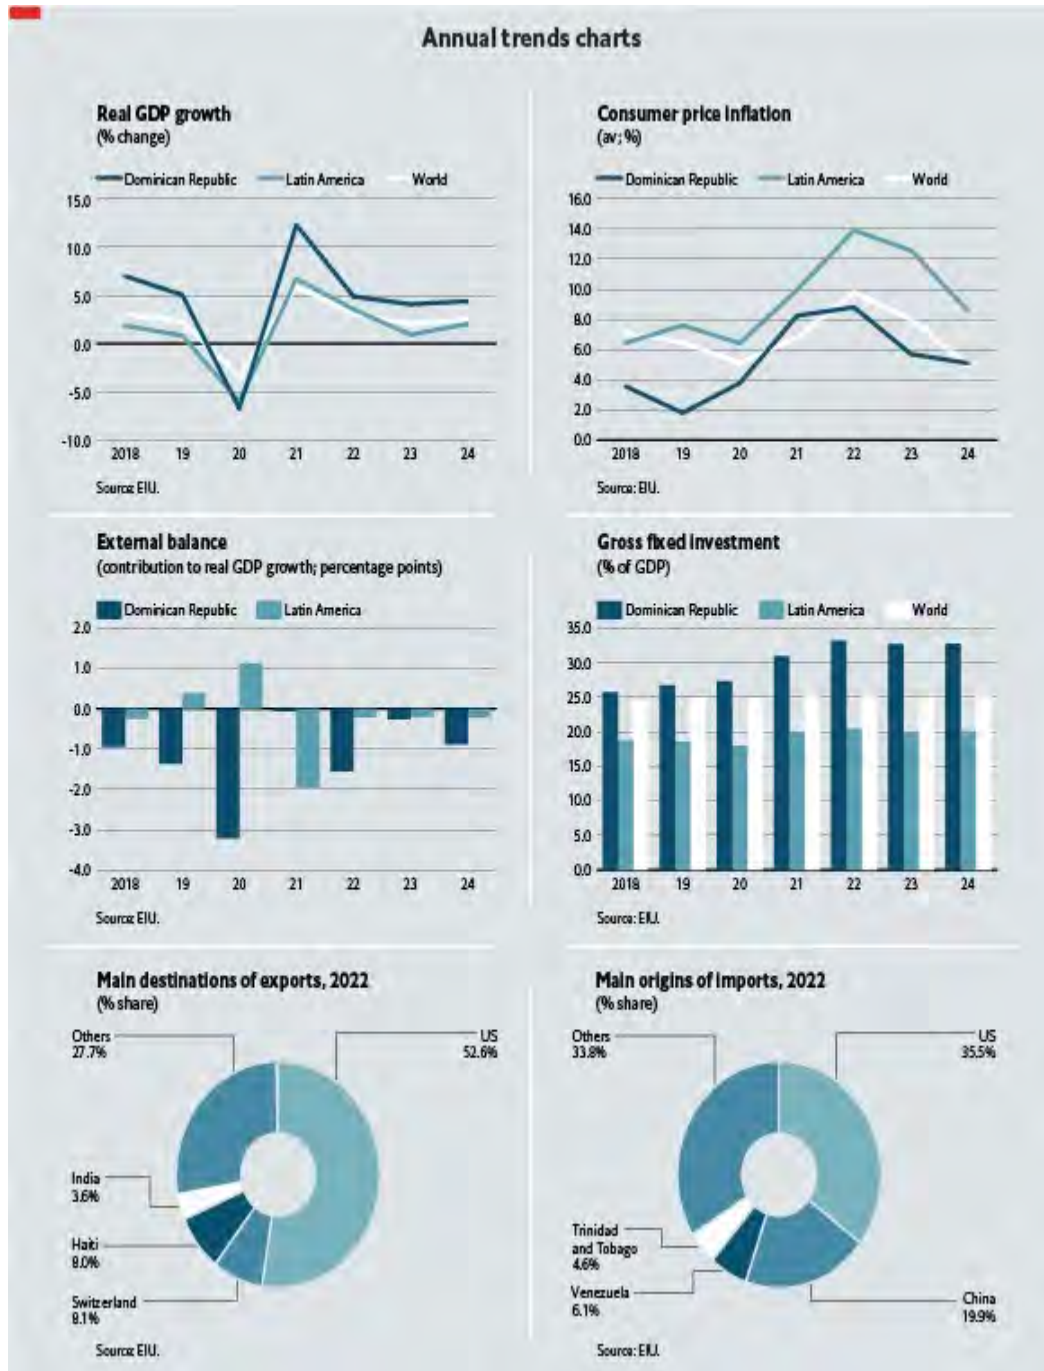 Annual trends charts
Real GDP growth
(% change)
Dominican Republic Latin America World
15.0
10.0
5.0
0.0
-5.0
-10.0
2018 19 20 21 22 23 24
Source: EIU.
Consumer price inflation
(av; %)
Dominican Republic Latin America World
16.0
14.0
12.0
10.0
8.0
6.0
4.0
2.0
0.0
2018 19 20 21 22 23 24
Source: EIU.
External balance
(contribution to real GDP growth; percentage points)
Dominican Republic Latin America
2.0
1.0
0.0
-1.0
-2.0
-3.0
-4.0
2018 19 20 21 22 23 24
Source: EIU.
Gross fixed investment
(% of GDP)
Dominican Republic Latin America World
35.0
30.0
25.0
20.0
15.0
10.0
5.0
0.0
2018 19 20 21 22 23 24
Source: EIU.
Main destinations of exports, 2022
(% share)
Others
27.7%
US
52.6%
India
3.6%
Haiti
8.0%
Switzerland
8.1%
Source: EIU.
Main origins of imports, 2022
(% share)
Others
33.8%
US
35.5%
Trinidad
and Tobago
4.6%
Venezuela
6.1%
China
19.9%
Source: EIU.